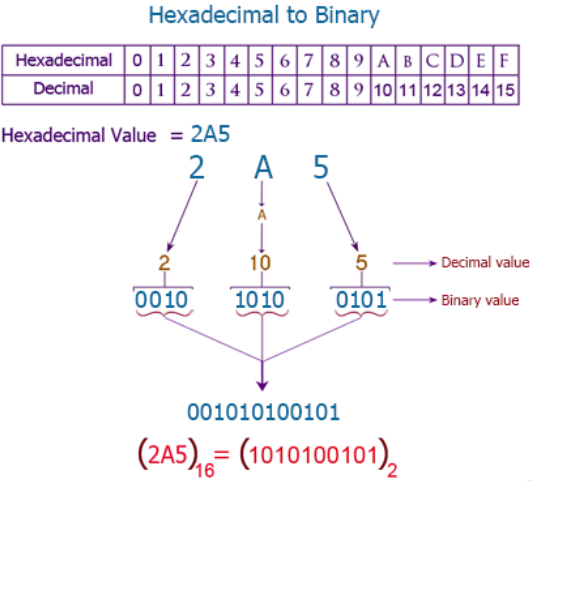 Hexadecimal to Binary
Hexadecimal 0 1 2 3 4 5 6 7 8 9 A B C D E F
Decimal 0 1 2 3 4 5 6 7 8 9 10 11 12 13 14 15
Hexadecimal Value = 2A5
2 A 5
A
2 10 5 Decimal value
0010 1010 0101 Binary value
001010100101
(2A5)16= (1010100101)2